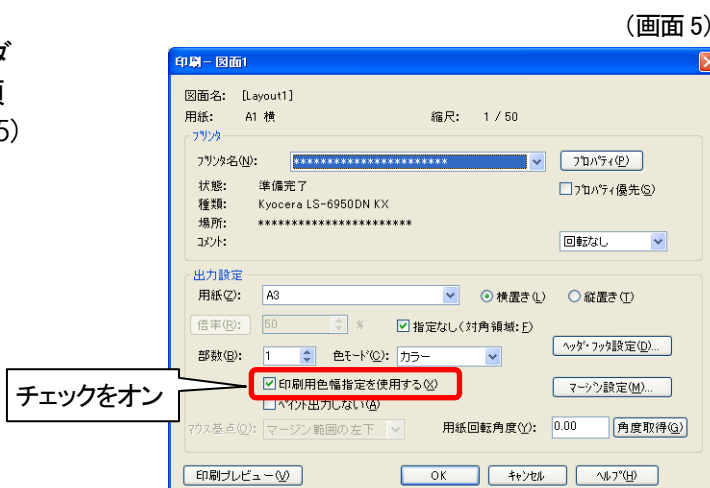 (画面 5)
ダ
5)
印刷 - 図面1
図面名: [Layout1]
用紙: A1 横 縮尺: 1 / 50
プリンタ
プリンタ名(N): ************************ プロパティ(P)
状態: 準備完了 プロパティ優先(S)
種類: Kyocera LS-6950DN KX
場所: ************************
コメント: 回転なし
出力設定
用紙(Z): A3 横置き(L) 縦置き(T)
倍率(R): 50 % 指定なし(対角領域:F)
部数(B): 1 色モード(C): カラー ヘッダ・フッタ設定(D)...
チェックをオン
印刷用色幅指定を使用する(X) マージン設定(M)...
ペイント出力しない(A)
マウス基点(O): マージン範囲の左下 用紙回転角度(Y): 0.00 角度取得(G)
印刷プレビュー(V) OK キャンセル ヘルプ(H)